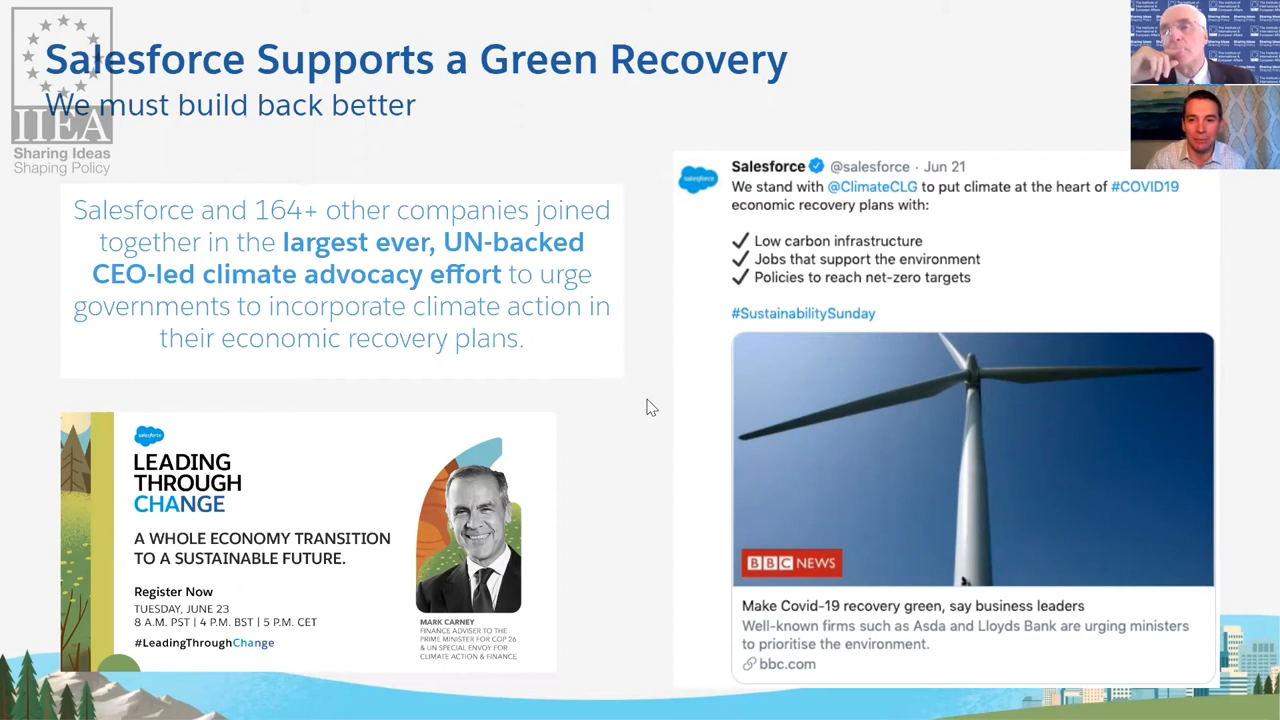 Salesforce Supports a Green Recovery
We must build back better
IIEA
Sharing Ideas
Shaping Policy
Salesforce and 164+ other companies joined
together in the largest ever, UN-backed
CEO-led climate advocacy effort to urge
governments to incorporate climate action in
their economic recovery plans.
salesforce
LEADING
THROUGH
CHANGE
A WHOLE ECONOMY TRANSITION
TO A SUSTAINABLE FUTURE.
Register Now
TUESDAY, JUNE 23
8 A.M. PST | 4 P.M. BST | 5 P.M. CET
#LeadingThroughChange
MARK CARNEY
FINANCE ADVISER TO THE
PRIME MINISTER FOR COP 26
& UN SPECIAL ENVOY FOR
CLIMATE ACTION & FINANCE
salesforce
Salesforce @salesforce · Jun 21
We stand with @ClimateCLG to put climate at the heart of #COVID19
economic recovery plans with:
Low carbon infrastructure
Jobs that support the environment
Policies to reach net-zero targets
#SustainabilitySunday
BBC NEWS
Make Covid-19 recovery green, say business leaders
Well-known firms such as Asda and Lloyds Bank are urging ministers
to prioritise the environment.
bbc.com